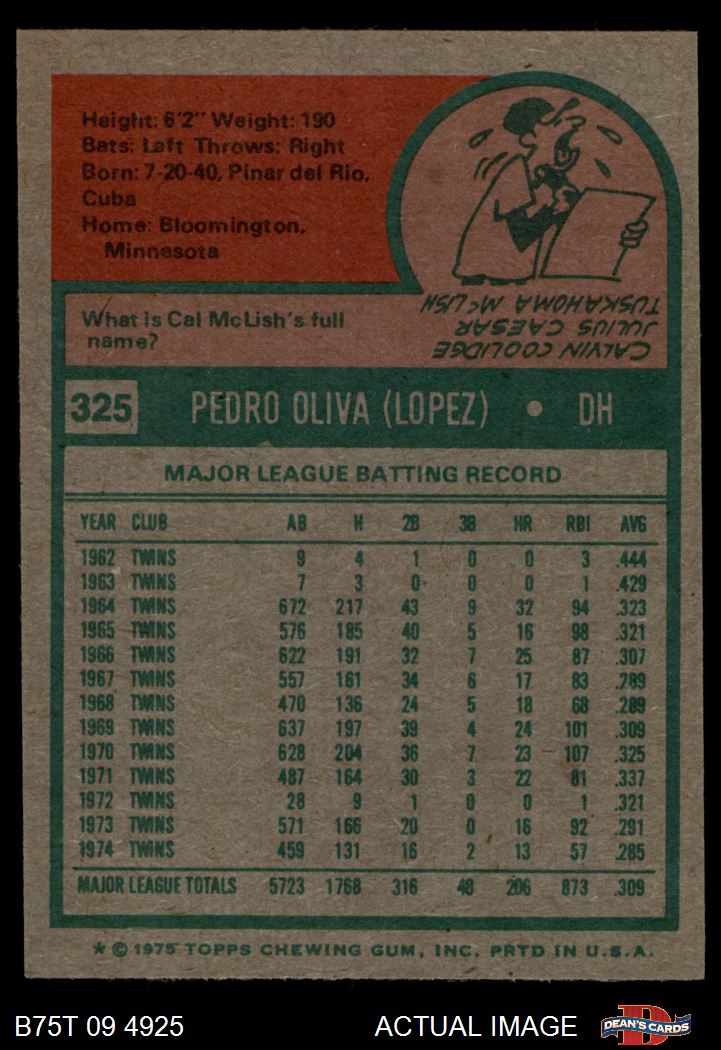 Height: 6'2" Weight: 190
Bats: Left Throws: Right
Born: 7-20-40, Pinar del Rio,
Cuba
Home: Bloomington,
Minnesota
What is Cal McLish's full
name?
CALVIN COOLIDGE
JULIUS CAESAR
TUSKAHOMA McLISH
325 PEDRO OLIVA (LOPEZ) • DH
MAJOR LEAGUE BATTING RECORD
YEAR CLUB AB H 2B 3B HR RBI AVG
1962 TWINS 9 4 1 0 0 3 .444
1963 TWINS 7 3 0 0 0 1 .429
1964 TWINS 672 217 43 9 32 94 .323
1965 TWINS 576 185 40 5 16 98 .321
1966 TWINS 622 191 32 7 25 87 .307
1967 TWINS 557 161 34 6 17 83 .289
1968 TWINS 470 136 24 5 18 68 .289
1969 TWINS 637 197 39 4 24 101 .309
1970 TWINS 628 204 36 7 23 107 .325
1971 TWINS 487 164 30 3 22 81 .337
1972 TWINS 28 9 1 0 0 1 .321
1973 TWINS 571 166 20 0 16 92 .291
1974 TWINS 459 131 16 2 13 57 .285
MAJOR LEAGUE TOTALS 5723 1768 316 48 206 873 .309
* © 1975 TOPPS CHEWING GUM, INC. PRTD IN U.S.A.
B75T 09 4925 ACTUAL IMAGE
DEAN'S CARDS